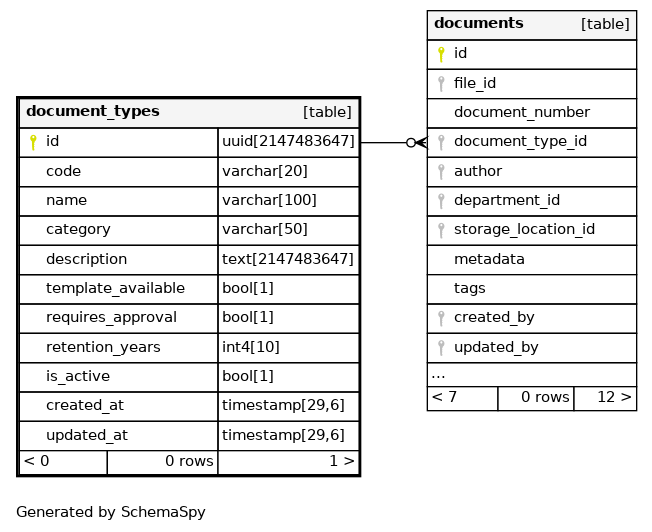 document_types [table]
id uuid[2147483647]
code varchar[20]
name varchar[100]
category varchar[50]
description text[2147483647]
template_available bool[1]
requires_approval bool[1]
retention_years int4[10]
is_active bool[1]
created_at timestamp[29,6]
updated_at timestamp[29,6]
< 0 0 rows 1 >
documents [table]
id
file_id
document_number
document_type_id
author
department_id
storage_location_id
metadata
tags
created_by
updated_by
...
< 7 0 rows 12 >
Generated by SchemaSpy